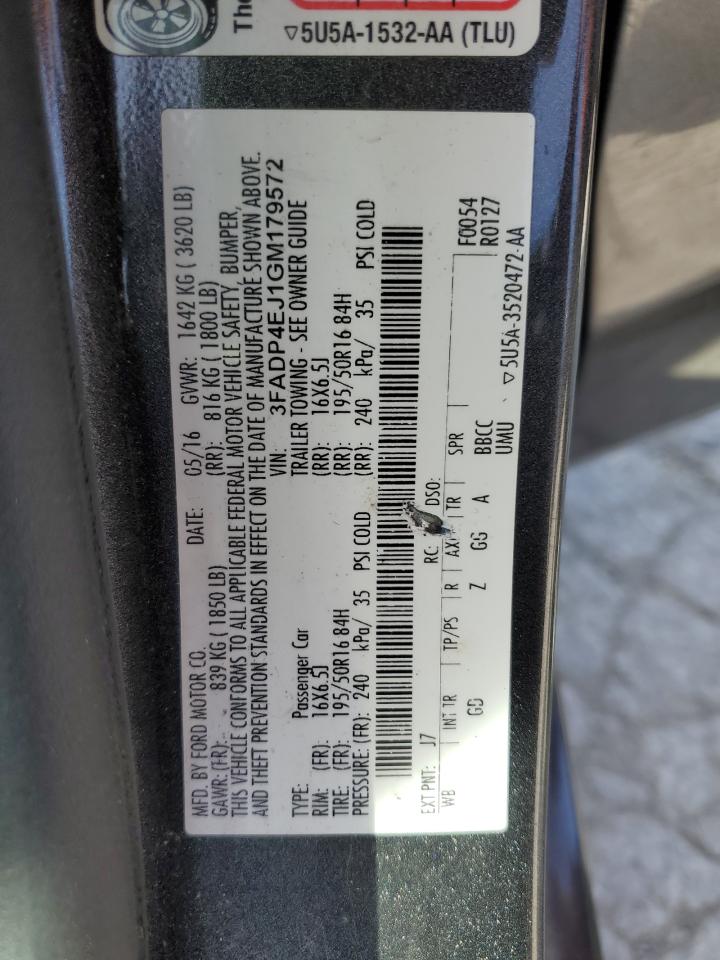 The
▽5U5A-1532-AA (TLU)
MFD. BY FORD MOTOR CO. DATE: 05/16 GVWR: 1642 KG ( 3620 LB)
GAWR: (FR): 839 KG ( 1850 LB) (RR): 816 KG ( 1800 LB)
THIS VEHICLE CONFORMS TO ALL APPLICABLE FEDERAL MOTOR VEHICLE SAFETY, BUMPER,
AND THEFT PREVENTION STANDARDS IN EFFECT ON THE DATE OF MANUFACTURE SHOWN ABOVE.
VIN: 3FADP4EJ1GM179572
TYPE: Passenger Car TRAILER TOWING - SEE OWNER GUIDE
RIM: (FR): 16X6.5J (RR): 16X6.5J
TIRE: (FR): 195/50R16 84H (RR): 195/50R16 84H
PRESSURE: (FR): 240 kPa/ 35 PSI COLD (RR): 240 kPa/ 35 PSI COLD
EXT PNT: J7 RC: DSO: F0054
WB INT TR TP/PS R AX TR SPR R0127
GD Z GG A BBCC
UMU
▽5U5A-3520472-AA